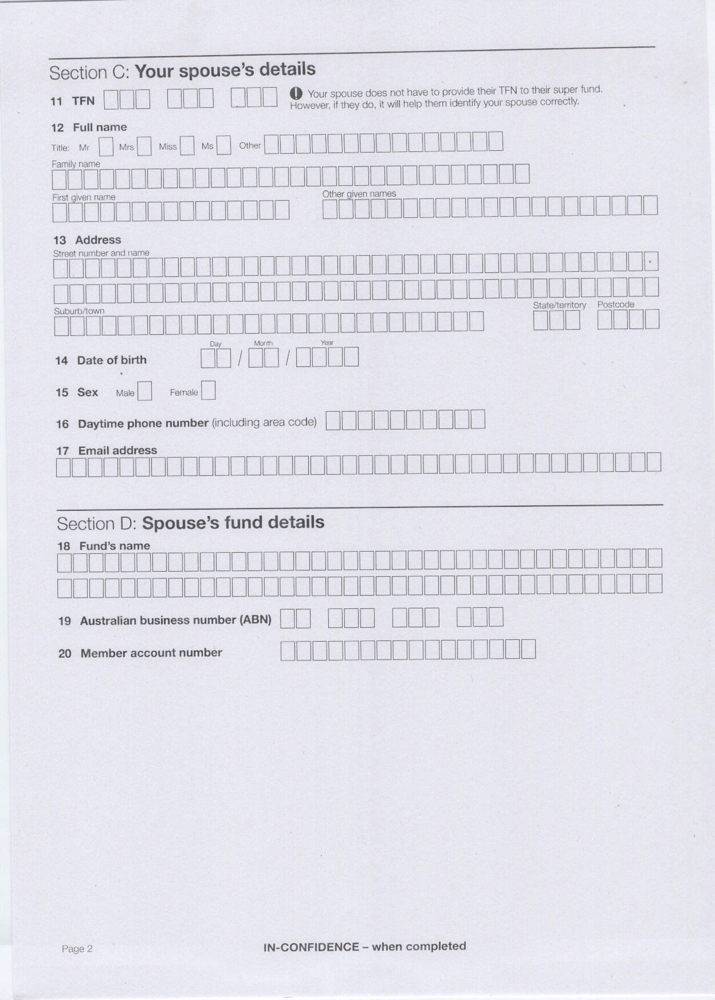 Section C: Your spouse's details
11 TFN
Your spouse does not have to provide their TFN to their super fund.
However, if they do, it will help them identify your spouse correctly.
12 Full name
Title: Mr Mrs Miss Ms Other
Family name
First given name Other given names
13 Address
Street number and name
Suburb/town State/territory Postcode
Day Month Year
14 Date of birth / /
15 Sex Male Female
16 Daytime phone number (including area code)
17 Email address
Section D: Spouse's fund details
18 Fund's name
19 Australian business number (ABN)
20 Member account number
Page 2 IN-CONFIDENCE – when completed